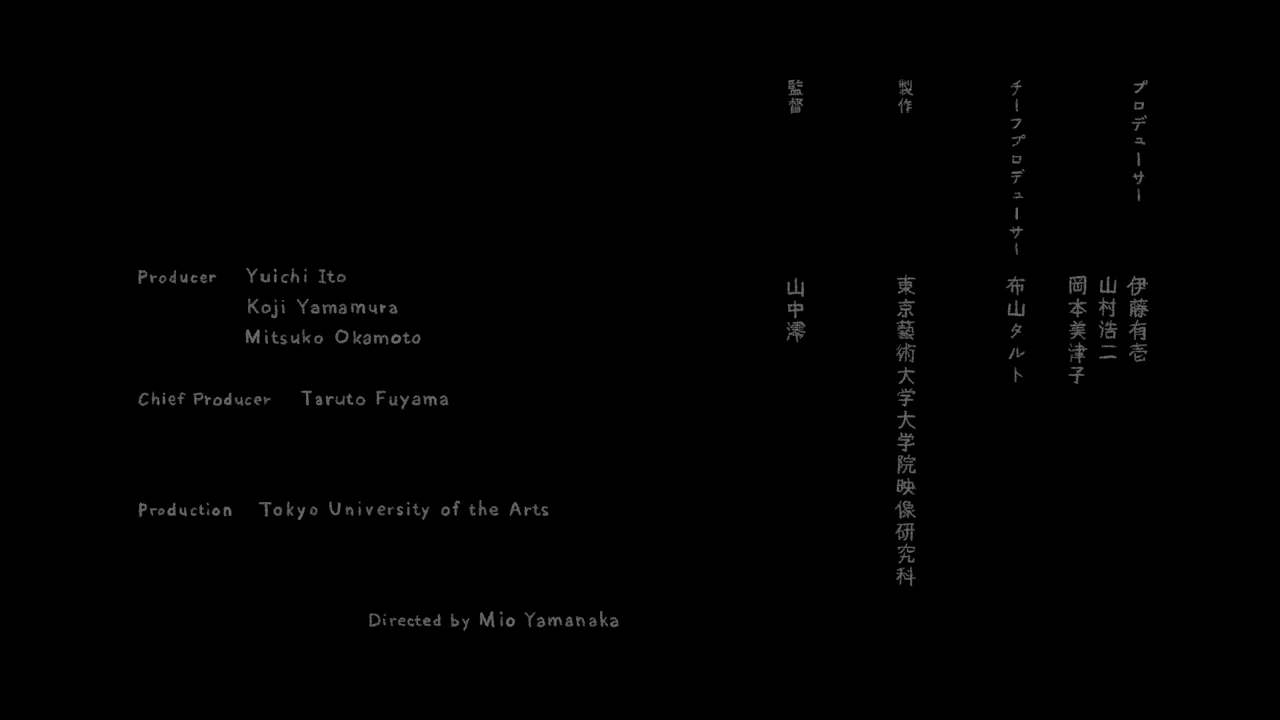 Producer Yuichi Ito
Koji Yamamura
Mitsuko Okamoto
Chief Producer Taruto Fuyama
Production Tokyo University of the Arts
Directed by Mio Yamanaka
プロデューサー 伊藤有壱
山村浩二
岡本美津子
チーフプロデューサー 布山タルト
製作 東京藝術大学大学院映像研究科
監督 山中澪